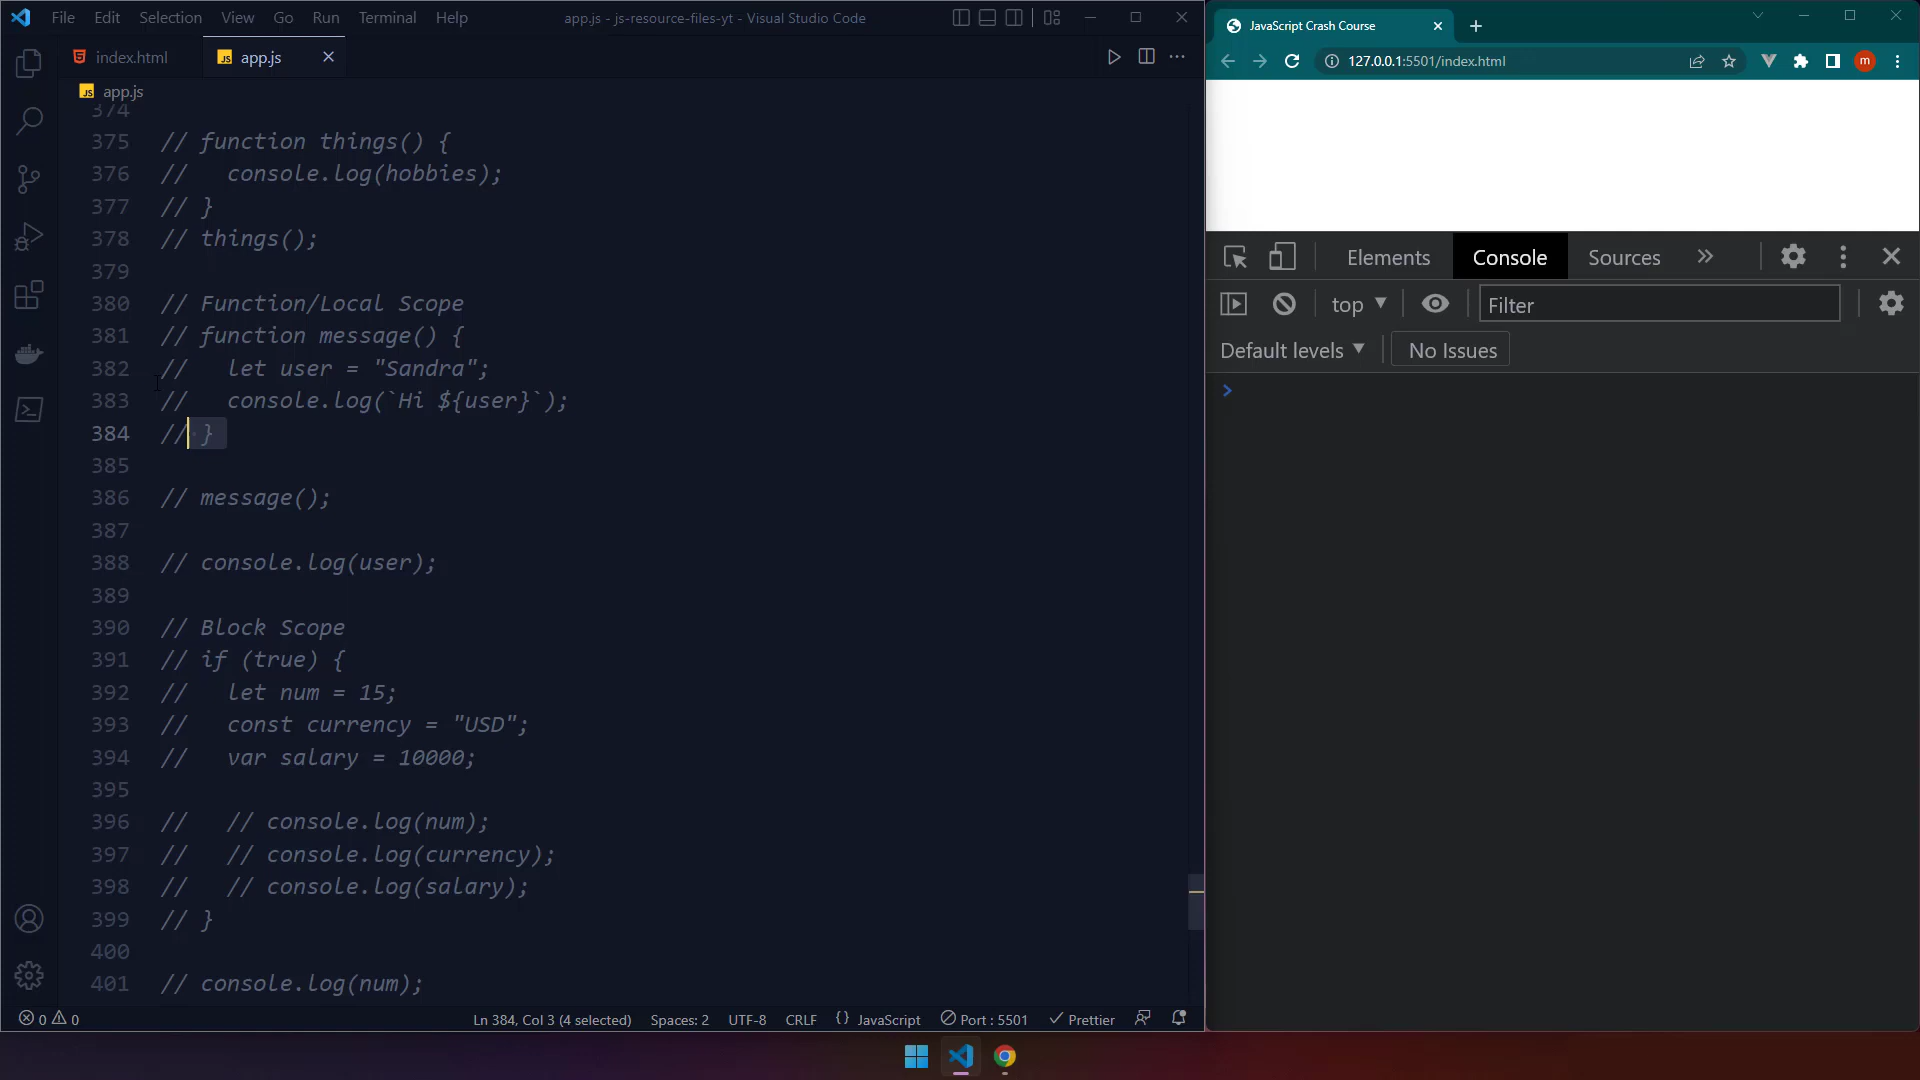 File Edit Selection View Go Run Terminal Help
app.js - js-resource-files-yt - Visual Studio Code
index.html
JS app.js
JS app.js
374
375 // function things() {
376 //   console.log(hobbies);
377 // }
378 // things();
379
380 // Function/Local Scope
381 // function message() {
382 //   let user = "Sandra";
383 //   console.log(`Hi ${user}`);
384 // }
385
386 // message();
387
388 // console.log(user);
389
390 // Block Scope
391 // if (true) {
392 //   let num = 15;
393 //   const currency = "USD";
394 //   var salary = 10000;
395
396 //   // console.log(num);
397 //   // console.log(currency);
398 //   // console.log(salary);
399 // }
400
401 // console.log(num);
0 0
Ln 384, Col 3 (4 selected) Spaces: 2 UTF-8 CRLF {} JavaScript Port : 5501 Prettier
JavaScript Crash Course
127.0.0.1:5501/index.html
m
Elements Console Sources
top
Filter
Default levels
No Issues